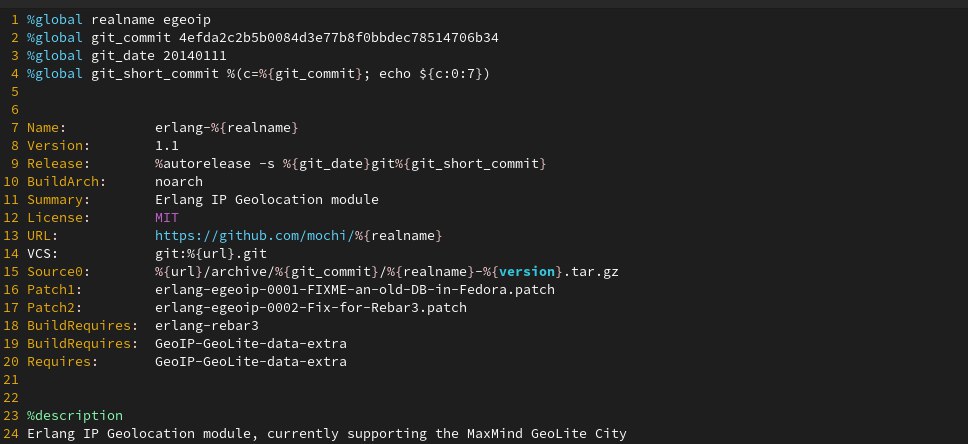 1 %global realname egeoip
2 %global git_commit 4efda2c2b5b0084d3e77b8f0bbdec78514706b34
3 %global git_date 20140111
4 %global git_short_commit %(c=%{git_commit}; echo ${c:0:7})
5
6
7 Name: erlang-%{realname}
8 Version: 1.1
9 Release: %autorelease -s %{git_date}git%{git_short_commit}
10 BuildArch: noarch
11 Summary: Erlang IP Geolocation module
12 License: MIT
13 URL: https://github.com/mochi/%{realname}
14 VCS: git:%{url}.git
15 Source0: %{url}/archive/%{git_commit}/%{realname}-%{version}.tar.gz
16 Patch1: erlang-egeoip-0001-FIXME-an-old-DB-in-Fedora.patch
17 Patch2: erlang-egeoip-0002-Fix-for-Rebar3.patch
18 BuildRequires: erlang-rebar3
19 BuildRequires: GeoIP-GeoLite-data-extra
20 Requires: GeoIP-GeoLite-data-extra
21
22
23 %description
24 Erlang IP Geolocation module, currently supporting the MaxMind GeoLite City